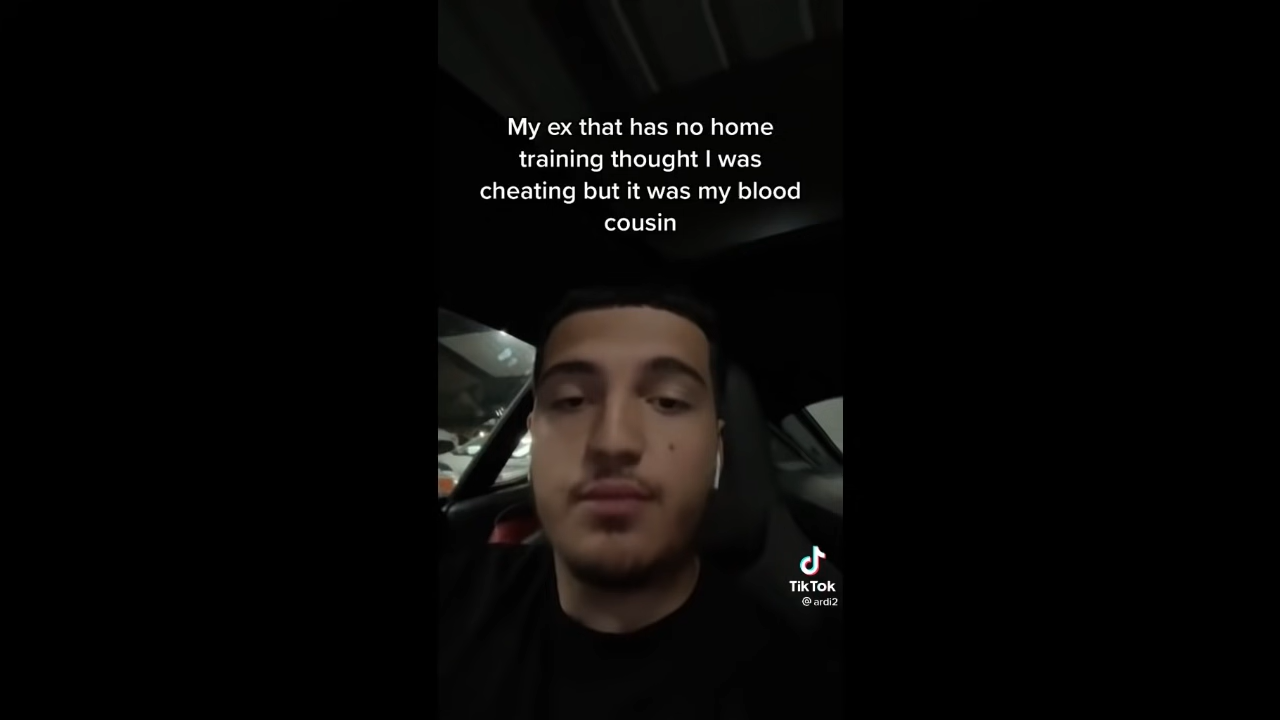 My ex that has no home
training thought I was
cheating but it was my blood
cousin
TikTok
@ardi2